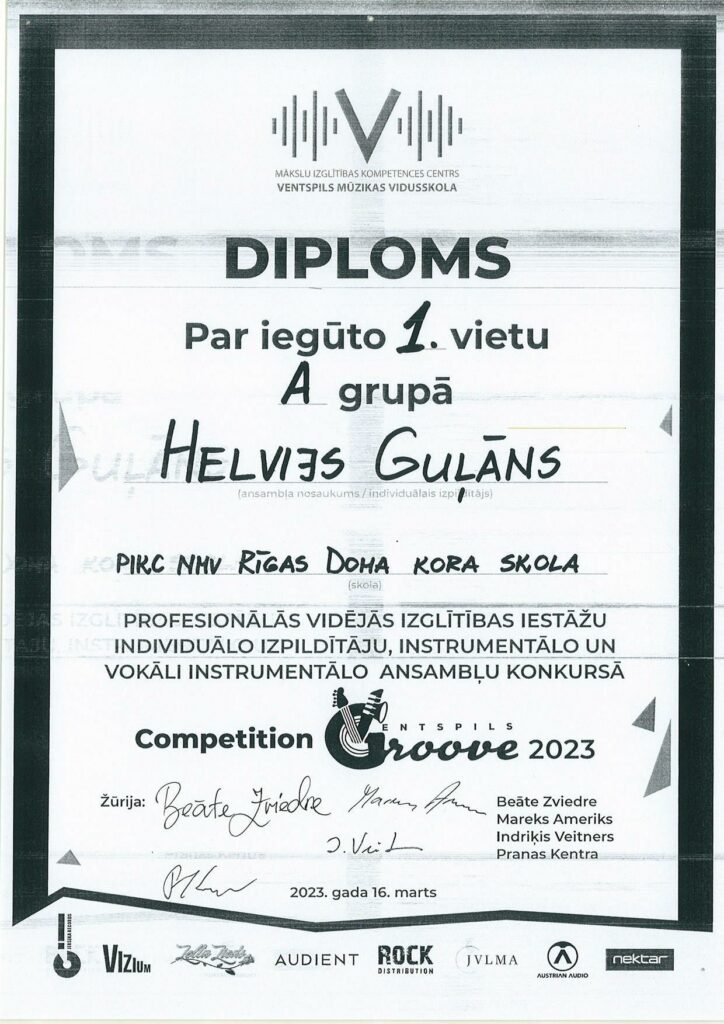 MĀKSLU IZGLĪTĪBAS KOMPETENCES CENTRS
VENTSPILS MŪZIKAS VIDUSSKOLA
DIPLOMS
Par iegūto 1. vietu
A grupā
HELVIJS GUĻĀNS
(ansambļa nosaukums / individuālais izpildītājs)
PIKC NMV RĪGAS DOMA KORA SKOLA
(skola)
PROFESIONĀLĀS VIDĒJĀS IZGLĪTĪBAS IESTĀŽU
INDIVIDUĀLO IZPILDĪTĀJU, INSTRUMENTĀLO UN
VOKĀLI INSTRUMENTĀLO ANSAMBĻU KONKURSĀ
Competition VENTSPILS Groove 2023
Žūrija: Beāte Zviedre
Beāte Zviedre
Mareks Ameriks
Indriķis Veitners
Pranas Kentra
2023. gada 16. marts
VIZIUM
AUDIENT
ROCK DISTRIBUTION
JVLMA
AUSTRIAN AUDIO
nektar